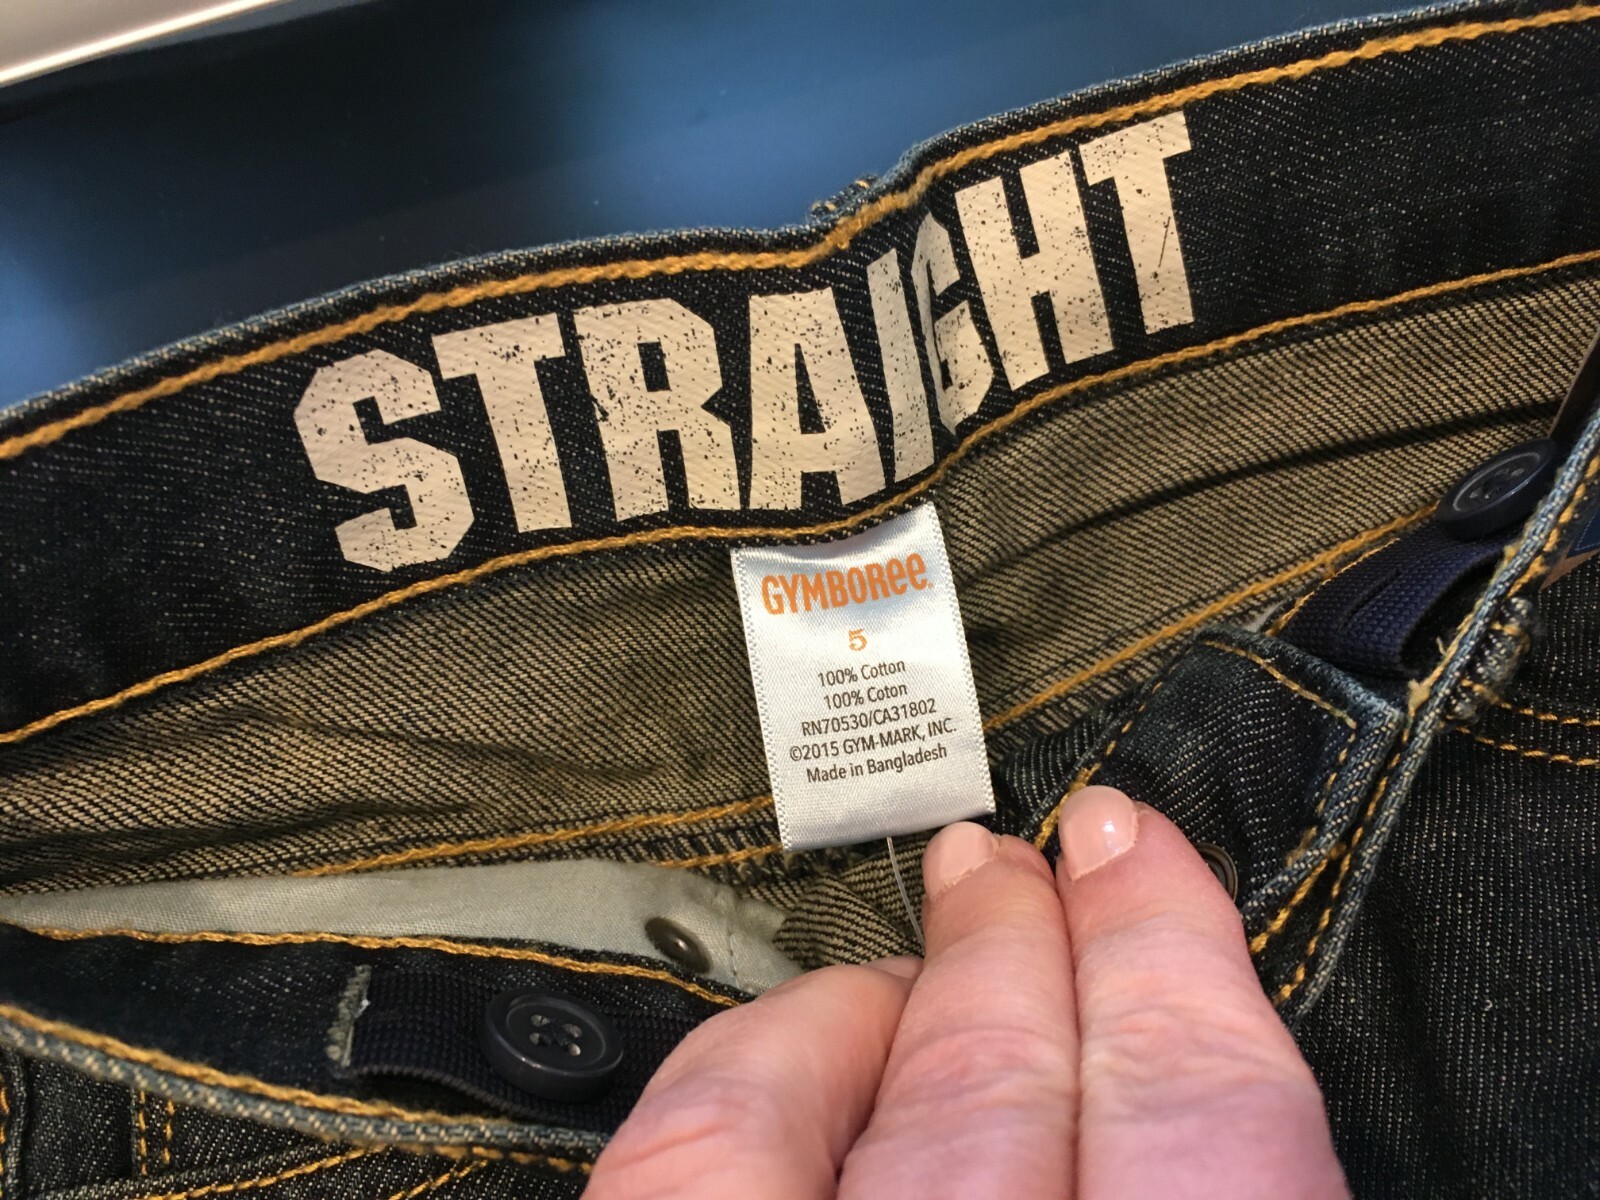 STRAIGHT
GYMBOREE
5
100% Cotton
100% Coton
RN70530/CA31802
©2015 GYM-MARK, INC.
Made in Bangladesh